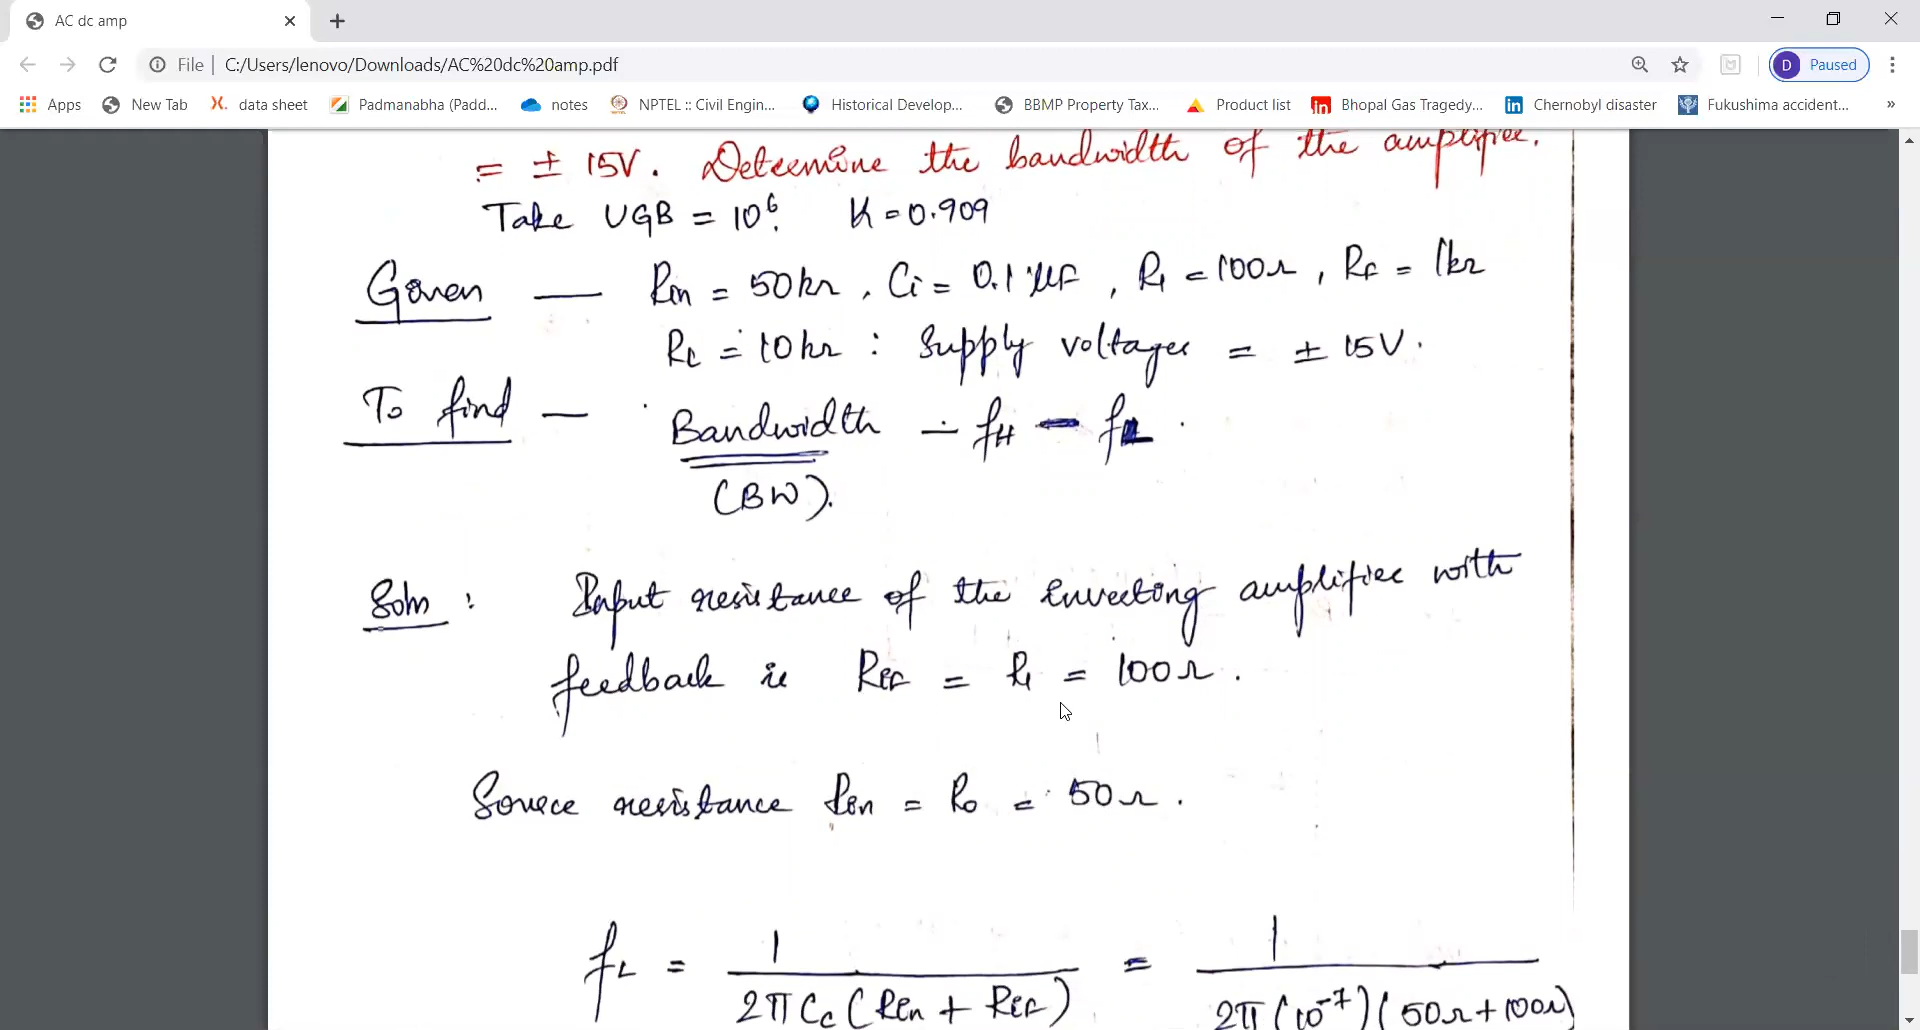 AC dc amp
File | C:/Users/lenovo/Downloads/AC%20dc%20amp.pdf
D Paused
Apps New Tab data sheet Padmanabha (Padd... notes NPTEL :: Civil Engin... Historical Develop... BBMP Property Tax... Product list Bhopal Gas Tragedy... Chernobyl disaster Fukushima accident... »
= ± 15V. Determine the bandwidth of the amplifier.
Take UGB = 10⁶. K = 0.909
Given — Rin = 50kΩ, Ci = 0.1 μF, R1 = 100Ω, RF = 1kΩ
RL = 10kΩ : Supply voltages = ± 15V.
To find — Bandwidth - fH - fL.
(BW).
Soln : Input resistance of the inverting amplifier with
feedback is RiF = R1 = 100Ω.
Source resistance Rin = Ro = 50Ω.
fL = 1 / 2π Cc (Rin + RiF) = 1 / 2π (10⁻⁷) (50Ω + 100Ω)